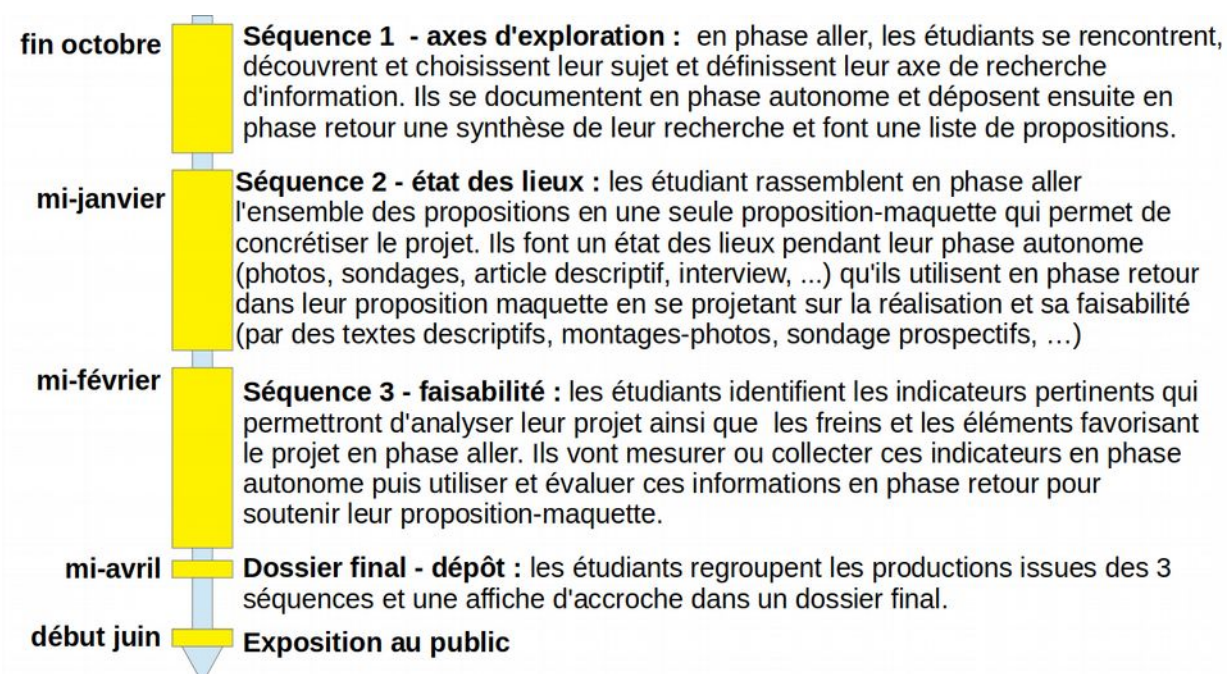 fin octobre
Séquence 1 - axes d'exploration : en phase aller, les étudiants se rencontrent,
découvrent et choisissent leur sujet et définissent leur axe de recherche
d'information. Ils se documentent en phase autonome et déposent ensuite en
phase retour une synthèse de leur recherche et font une liste de propositions.
mi-janvier
Séquence 2 - état des lieux : les étudiant rassemblent en phase aller
l'ensemble des propositions en une seule proposition-maquette qui permet de
concrétiser le projet. Ils font un état des lieux pendant leur phase autonome
(photos, sondages, article descriptif, interview, ...) qu'ils utilisent en phase retour
dans leur proposition maquette en se projetant sur la réalisation et sa faisabilité
(par des textes descriptifs, montages-photos, sondage prospectifs, …)
mi-février
Séquence 3 - faisabilité : les étudiants identifient les indicateurs pertinents qui
permettront d'analyser leur projet ainsi que les freins et les éléments favorisant
le projet en phase aller. Ils vont mesurer ou collecter ces indicateurs en phase
autonome puis utiliser et évaluer ces informations en phase retour pour
soutenir leur proposition-maquette.
mi-avril
Dossier final - dépôt : les étudiants regroupent les productions issues des 3
séquences et une affiche d'accroche dans un dossier final.
début juin
Exposition au public